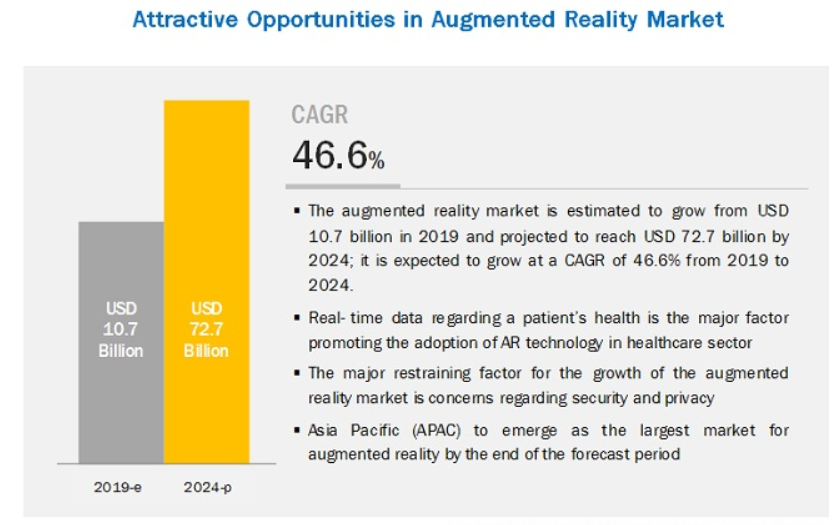 Attractive Opportunities in Augmented Reality Market
CAGR
46.6%
▪ The augmented reality market is estimated to grow from USD
10.7 billion in 2019 and projected to reach USD 72.7 billion by
2024; it is expected to grow at a CAGR of 46.6% from 2019 to
2024.
▪ Real- time data regarding a patient's health is the major factor
promoting the adoption of AR technology in healthcare sector
▪ The major restraining factor for the growth of the augmented
reality market is concerns regarding security and privacy
▪ Asia Pacific (APAC) to emerge as the largest market for
augmented reality by the end of the forecast period
USD
10.7
Billion
USD
72.7
Billion
2019-e
2024-p